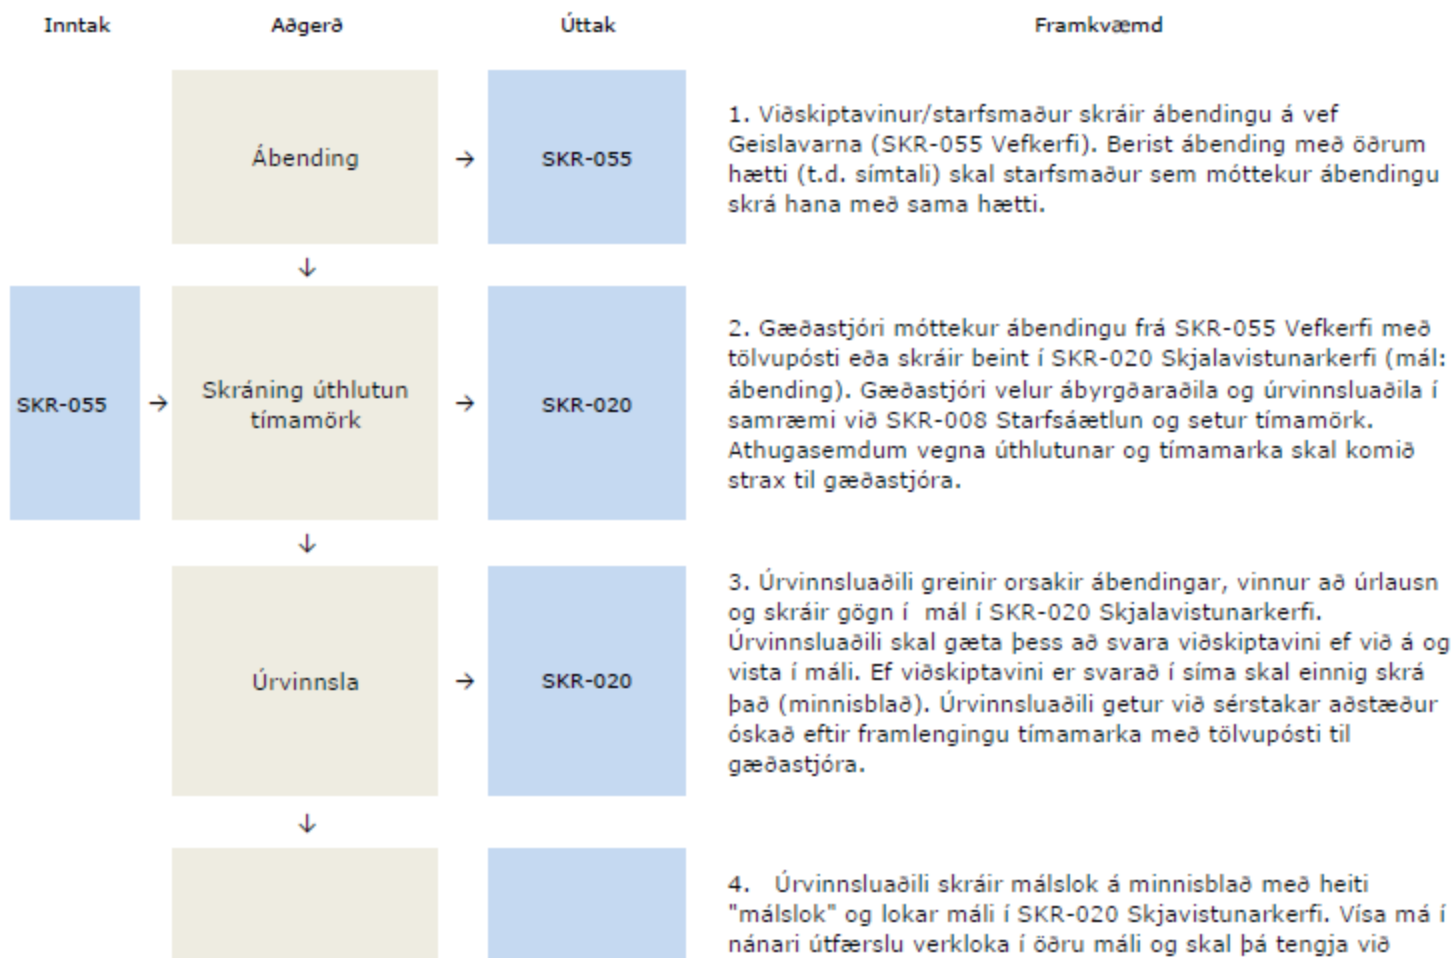 Inntak Aðgerð Úttak Framkvæmd
Ábending → SKR-055
1. Viðskiptavinur/starfsmaður skráir ábendingu á vef
Geislavarna (SKR-055 Vefkerfi). Berist ábending með öðrum
hætti (t.d. símtali) skal starfsmaður sem móttekur ábendingu
skrá hana með sama hætti.
↓
SKR-055 → Skráning úthlutun
tímamörk → SKR-020
2. Gæðastjóri móttekur ábendingu frá SKR-055 Vefkerfi með
tölvupósti eða skráir beint í SKR-020 Skjalavistunarkerfi (mál:
ábending). Gæðastjóri velur ábyrgðaraðila og úrvinnsluaðila í
samræmi við SKR-008 Starfsáætlun og setur tímamörk.
Athugasemdum vegna úthlutunar og tímamarka skal komið
strax til gæðastjóra.
↓
Úrvinnsla → SKR-020
3. Úrvinnsluaðili greinir orsakir ábendingar, vinnur að úrlausn
og skráir gögn í mál í SKR-020 Skjalavistunarkerfi.
Úrvinnsluaðili skal gæta þess að svara viðskiptavini ef við á og
vista í máli. Ef viðskiptavini er svarað í síma skal einnig skrá
það (minnisblað). Úrvinnsluaðili getur við sérstakar aðstæður
óskað eftir framlengingu tímamarka með tölvupósti til
gæðastjóra.
↓
4. Úrvinnsluaðili skráir málslok á minnisblað með heiti
"málslok" og lokar máli í SKR-020 Skjavistunarkerfi. Vísa má í
nánari útfærslu verkloka í öðru máli og skal þá tengja við